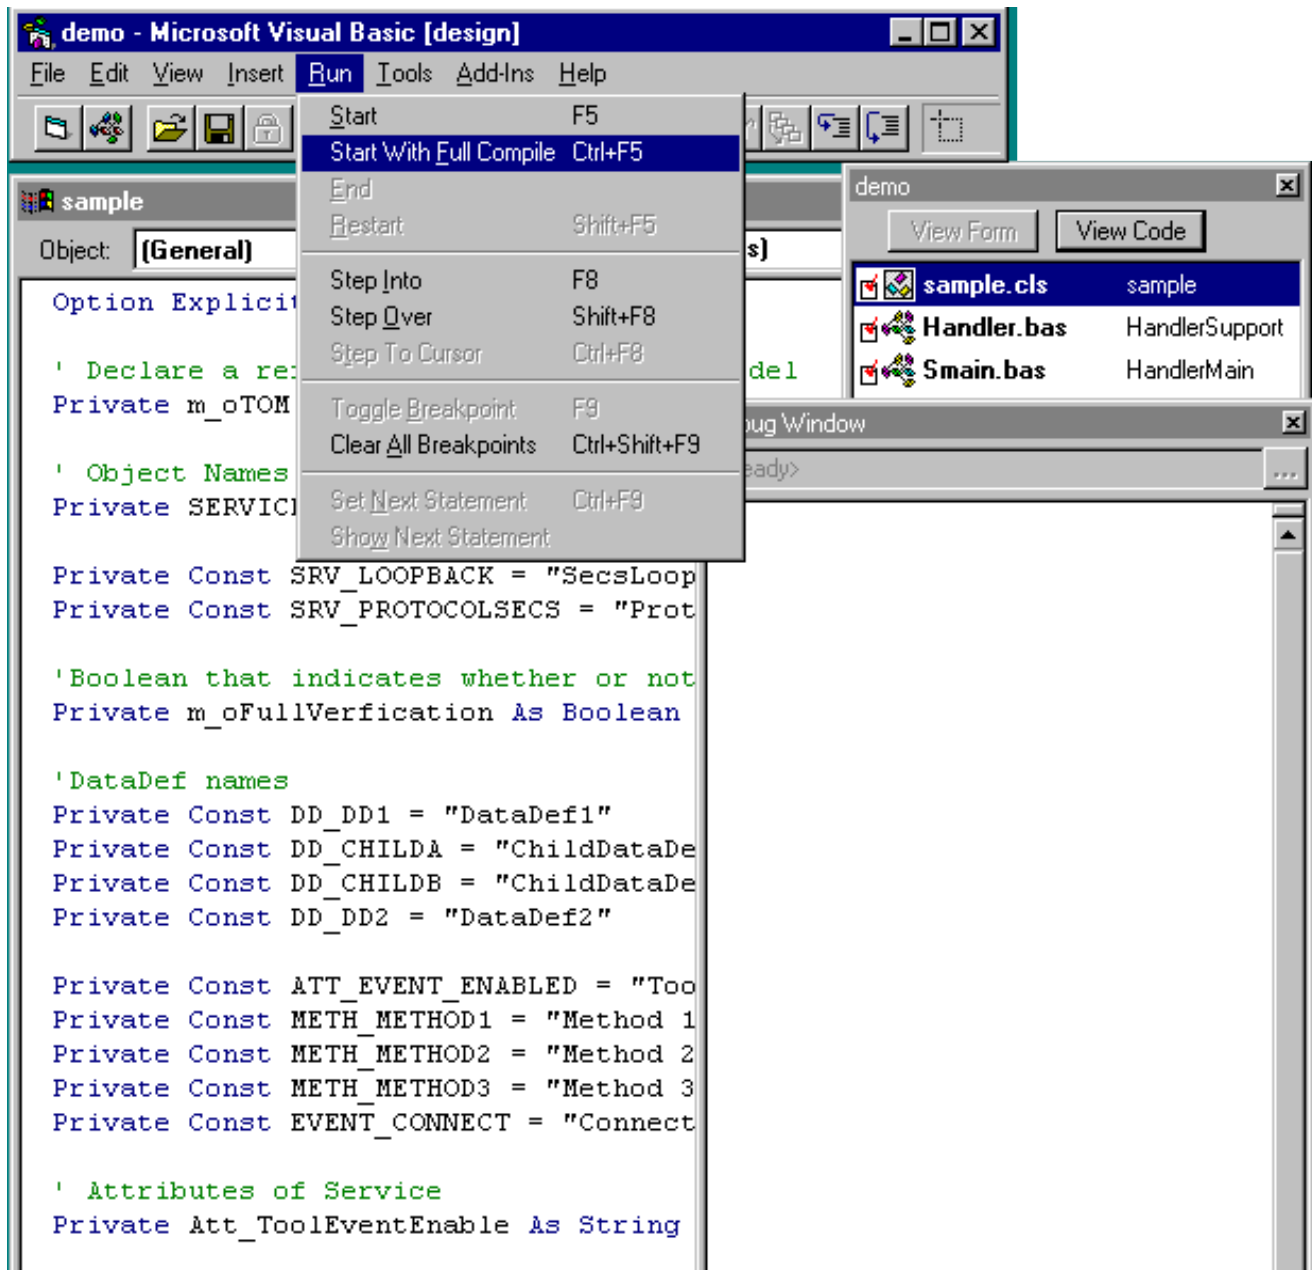 demo - Microsoft Visual Basic [design]
File Edit View Insert Run Tools Add-Ins Help
Start F5
Start With Full Compile Ctrl+F5
End
Restart Shift+F5
Step Into F8
Step Over Shift+F8
Step To Cursor Ctrl+F8
Toggle Breakpoint F9
Clear All Breakpoints Ctrl+Shift+F9
Set Next Statement Ctrl+F9
Show Next Statement
demo
View Form View Code
sample.cls sample
Handler.bas HandlerSupport
Smain.bas HandlerMain
sample
Object: (General) s)
Option Explicit
' Declare a re del
Private m_oTOM
' Object Names
Private SERVICE
Private Const SRV_LOOPBACK = "SecsLoop
Private Const SRV_PROTOCOLSECS = "Prot
'Boolean that indicates whether or not
Private m_oFullVerfication As Boolean
'DataDef names
Private Const DD_DD1 = "DataDef1"
Private Const DD_CHILDA = "ChildDataDe
Private Const DD_CHILDB = "ChildDataDe
Private Const DD_DD2 = "DataDef2"
Private Const ATT_EVENT_ENABLED = "Too
Private Const METH_METHOD1 = "Method 1
Private Const METH_METHOD2 = "Method 2
Private Const METH_METHOD3 = "Method 3
Private Const EVENT_CONNECT = "Connect
' Attributes of Service
Private Att_ToolEventEnable As String
bug Window
eady>
...